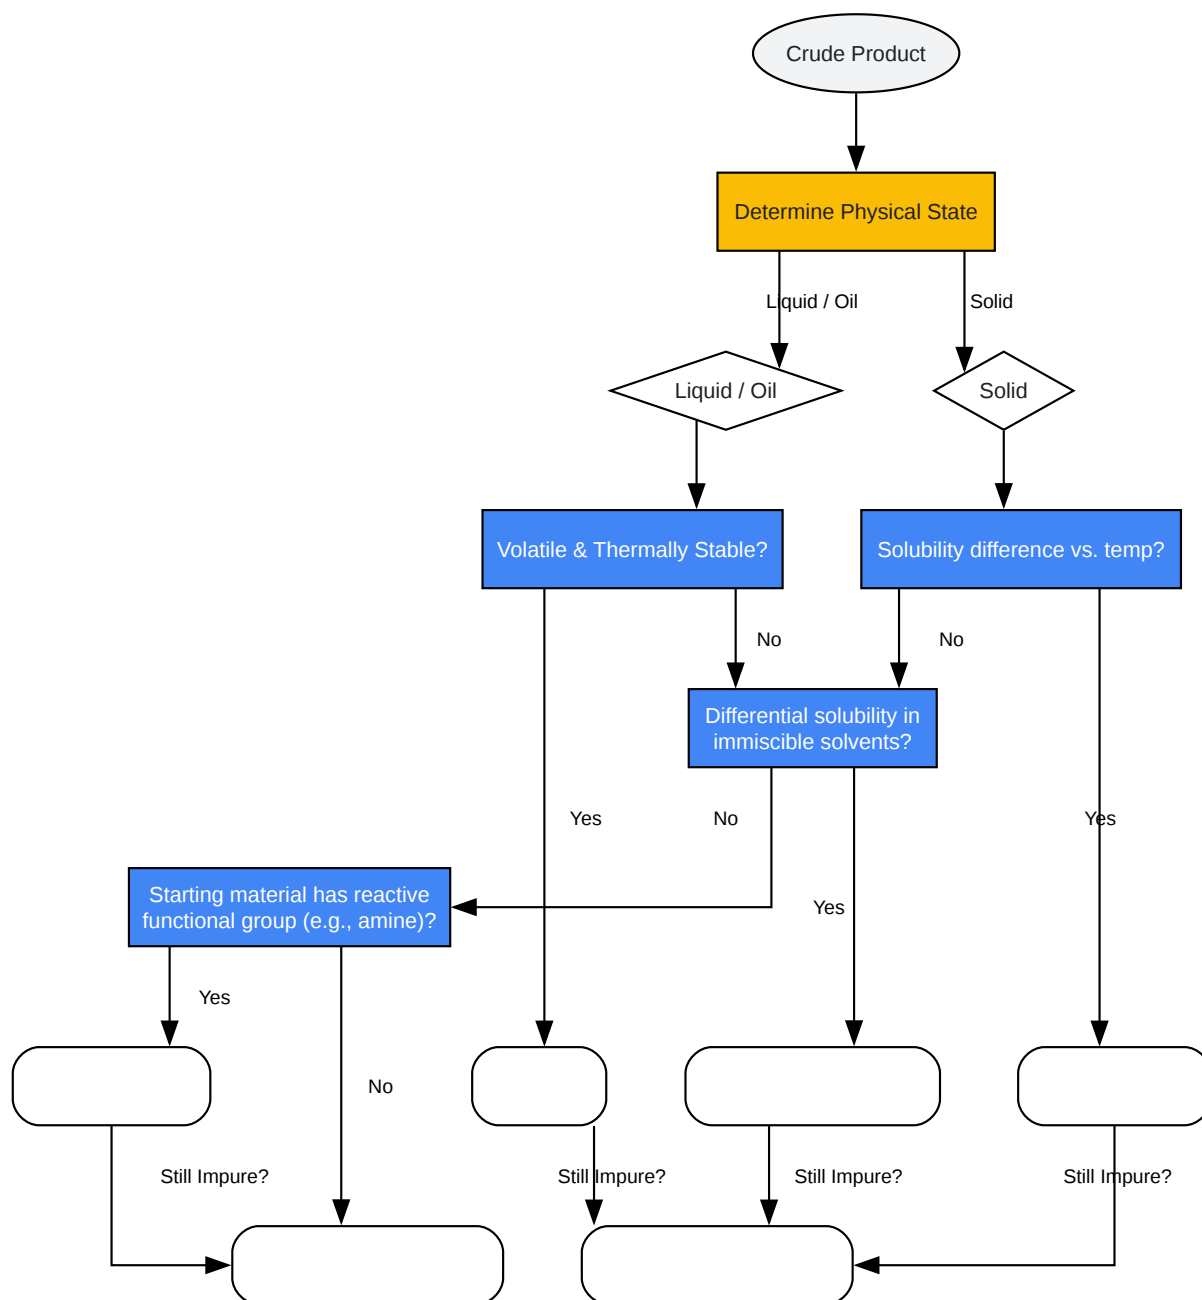 Crude Product
Determine Physical State
Liquid / Oil
Solid
Liquid / Oil
Solid
Volatile & Thermally Stable?
Solubility difference vs. temp?
No
No
Differential solubility in
immiscible solvents?
Yes
No
Yes
Starting material has reactive
functional group (e.g., amine)?
Yes
Yes
No
Still Impure?
Still Impure?
Still Impure?
Still Impure?